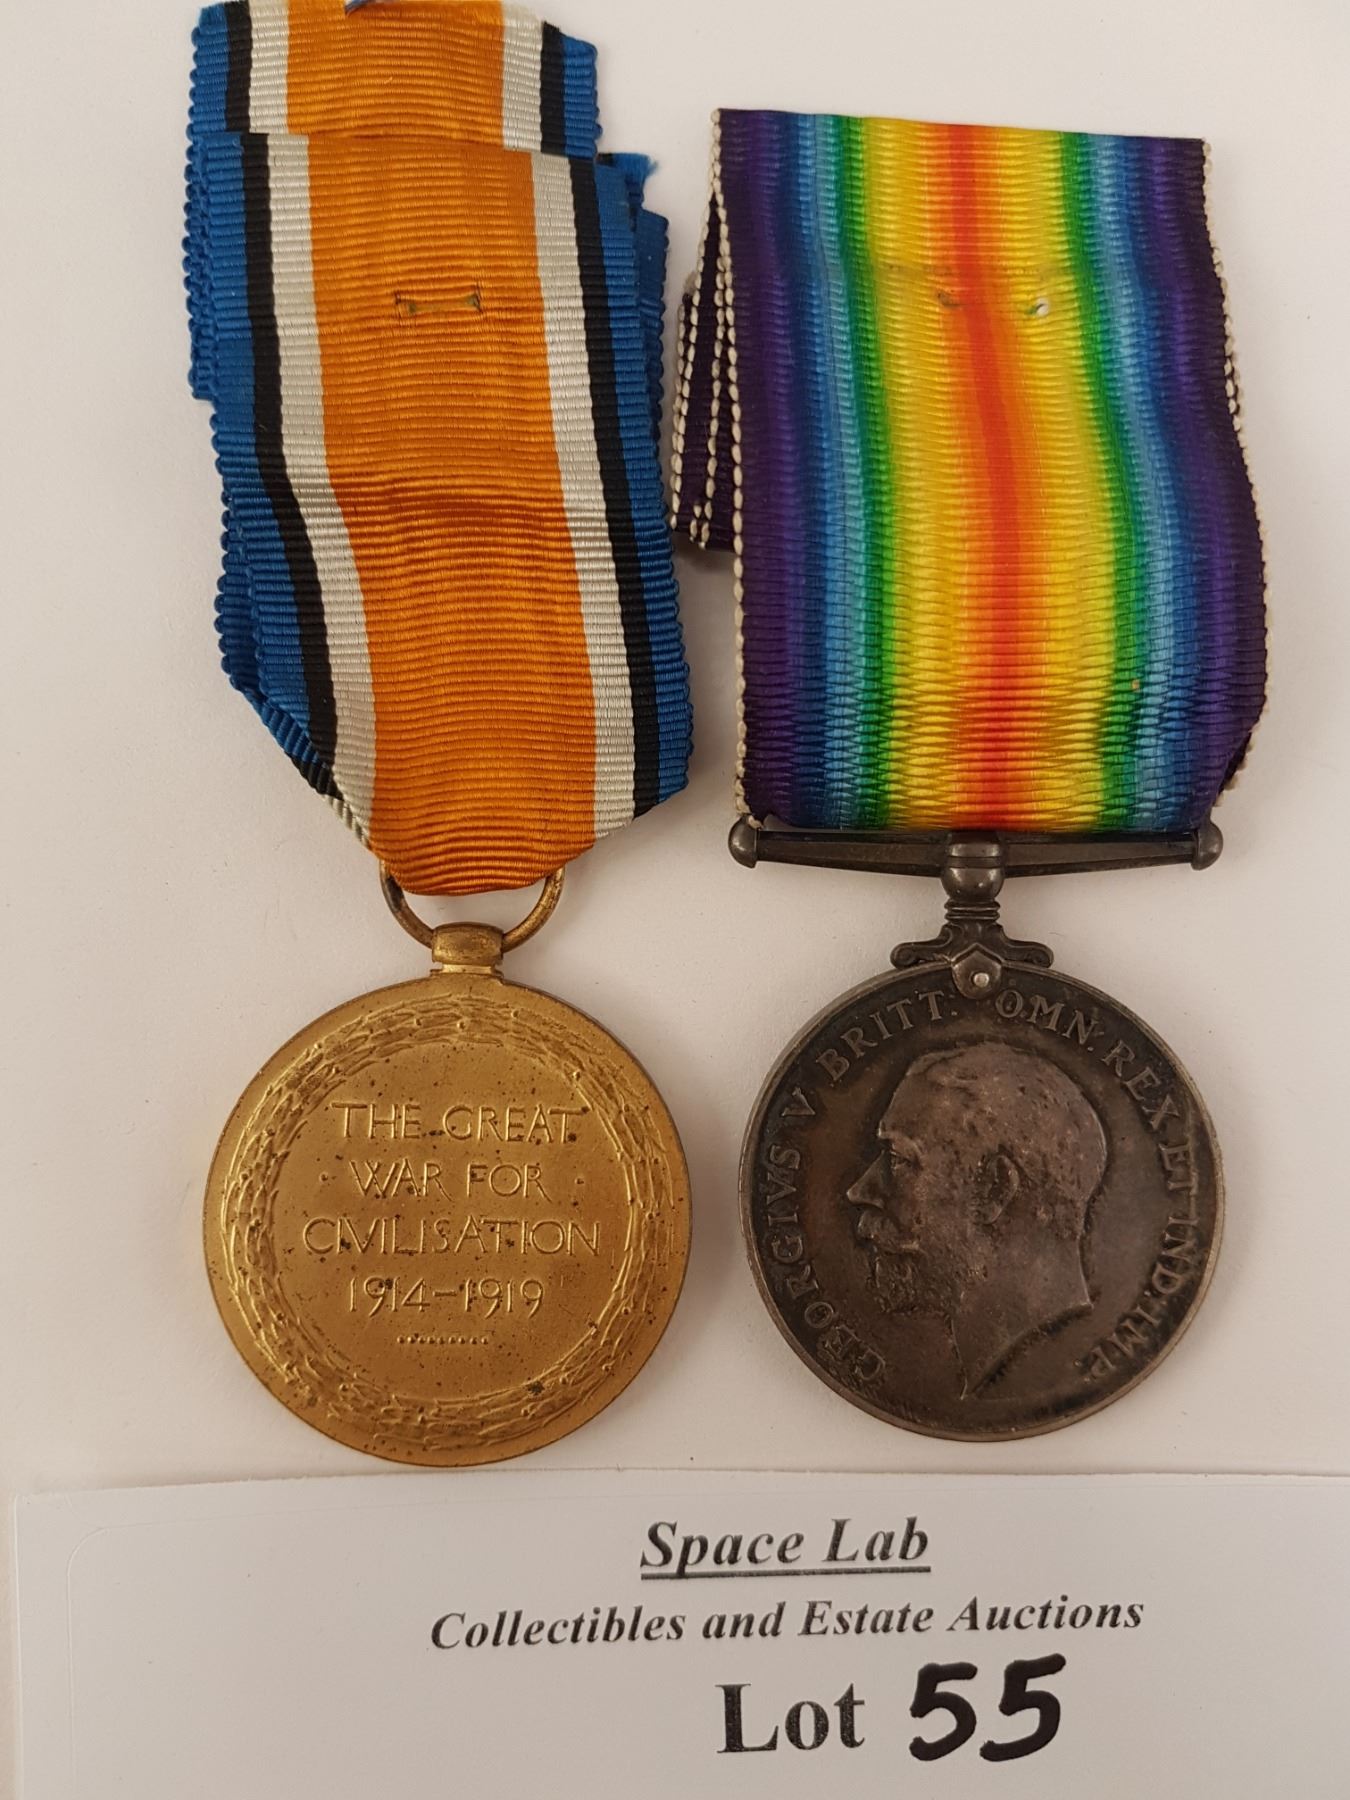 THE GREAT
WAR FOR
CIVILISATION
1914-1919
GEORGIVS V BRITT: OMN: REX ET IND: IMP:
Space Lab
Collectibles and Estate Auctions
Lot 55